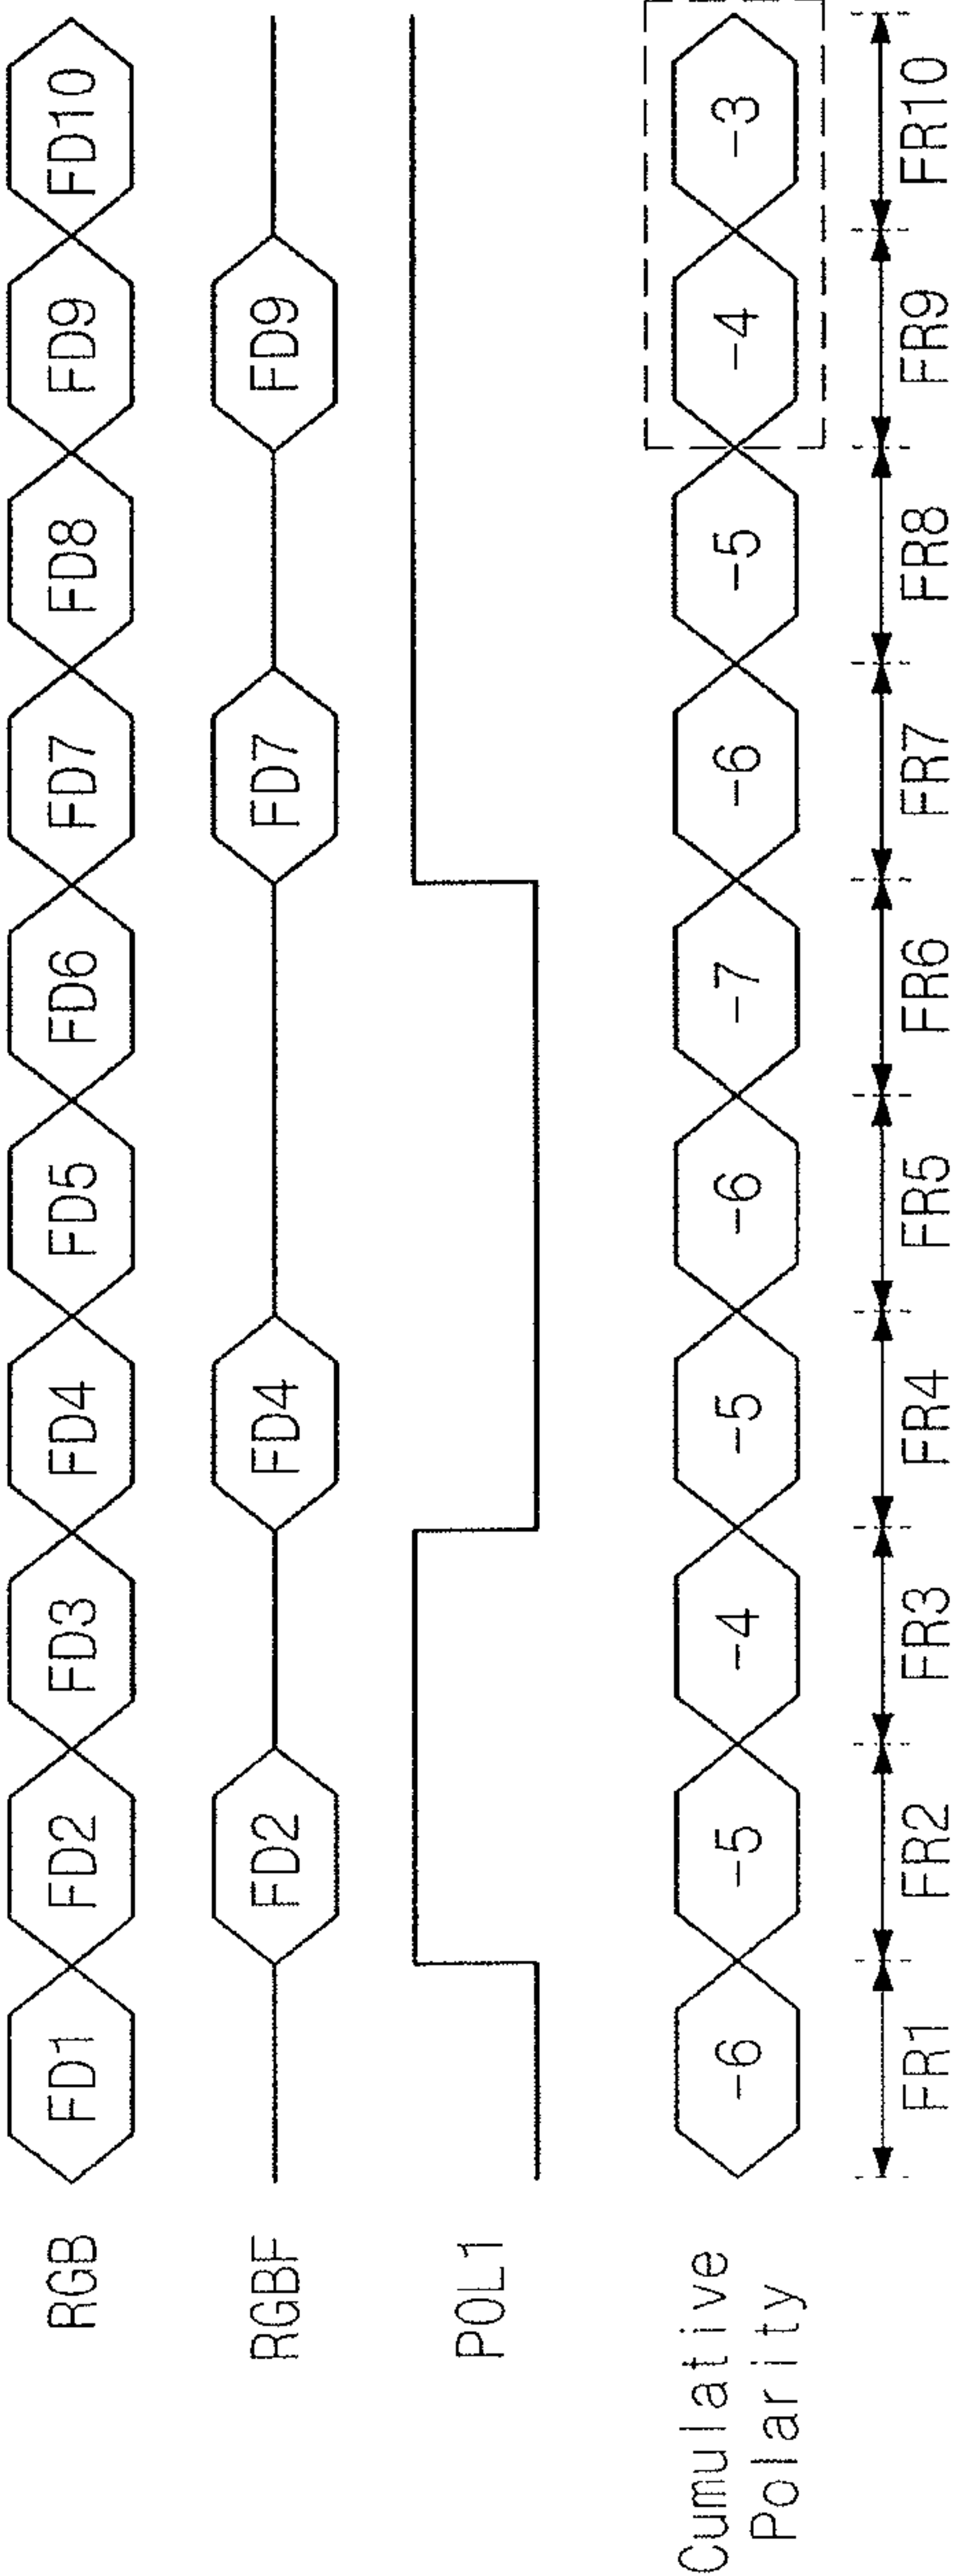 RGB FD1 FD2 FD3 FD4 FD5 FD6 FD7 FD8 FD9 FD10
RGBF FD2 FD4 FD7 FD9
POL1
Cumulative
Polarity
-6 -5 -4 -5 -6 -7 -6 -5 -4 -3
FR1 FR2 FR3 FR4 FR5 FR6 FR7 FR8 FR9 FR10